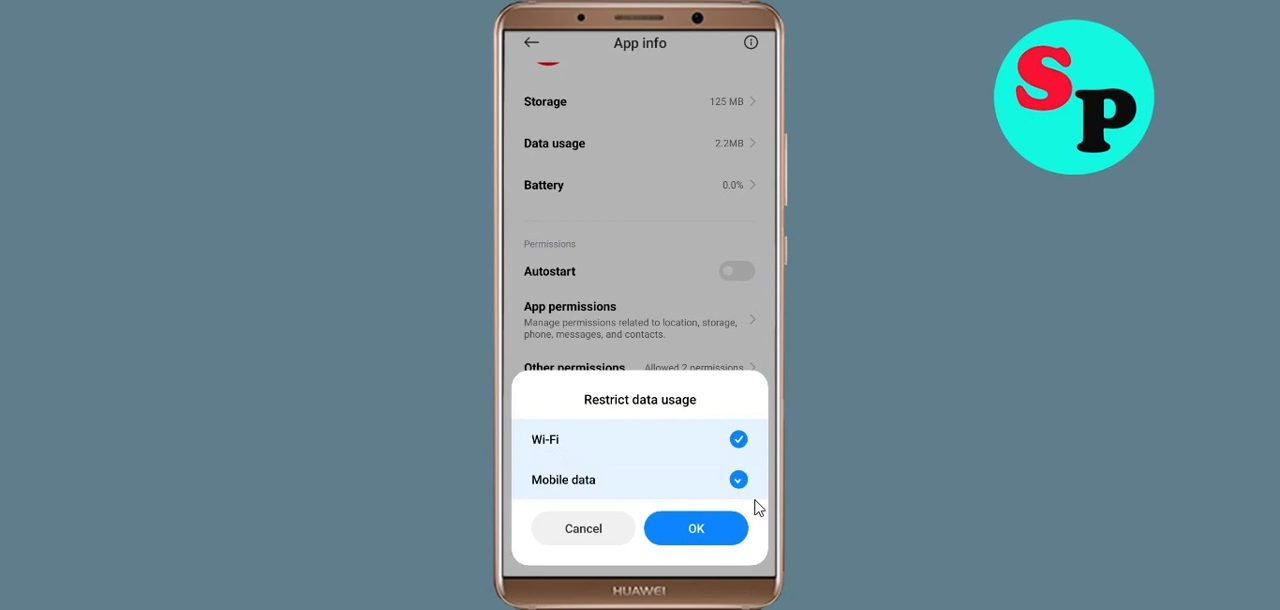 App info
Storage 125 MB
Data usage 2.2MB
Battery 0.0%
Permissions
Autostart
App permissions
Manage permissions related to location, storage,
phone, messages, and contacts.
Other permissions Allowed 2 permissions
Restrict data usage
Wi-Fi
Mobile data
Cancel OK
HUAWEI
SP